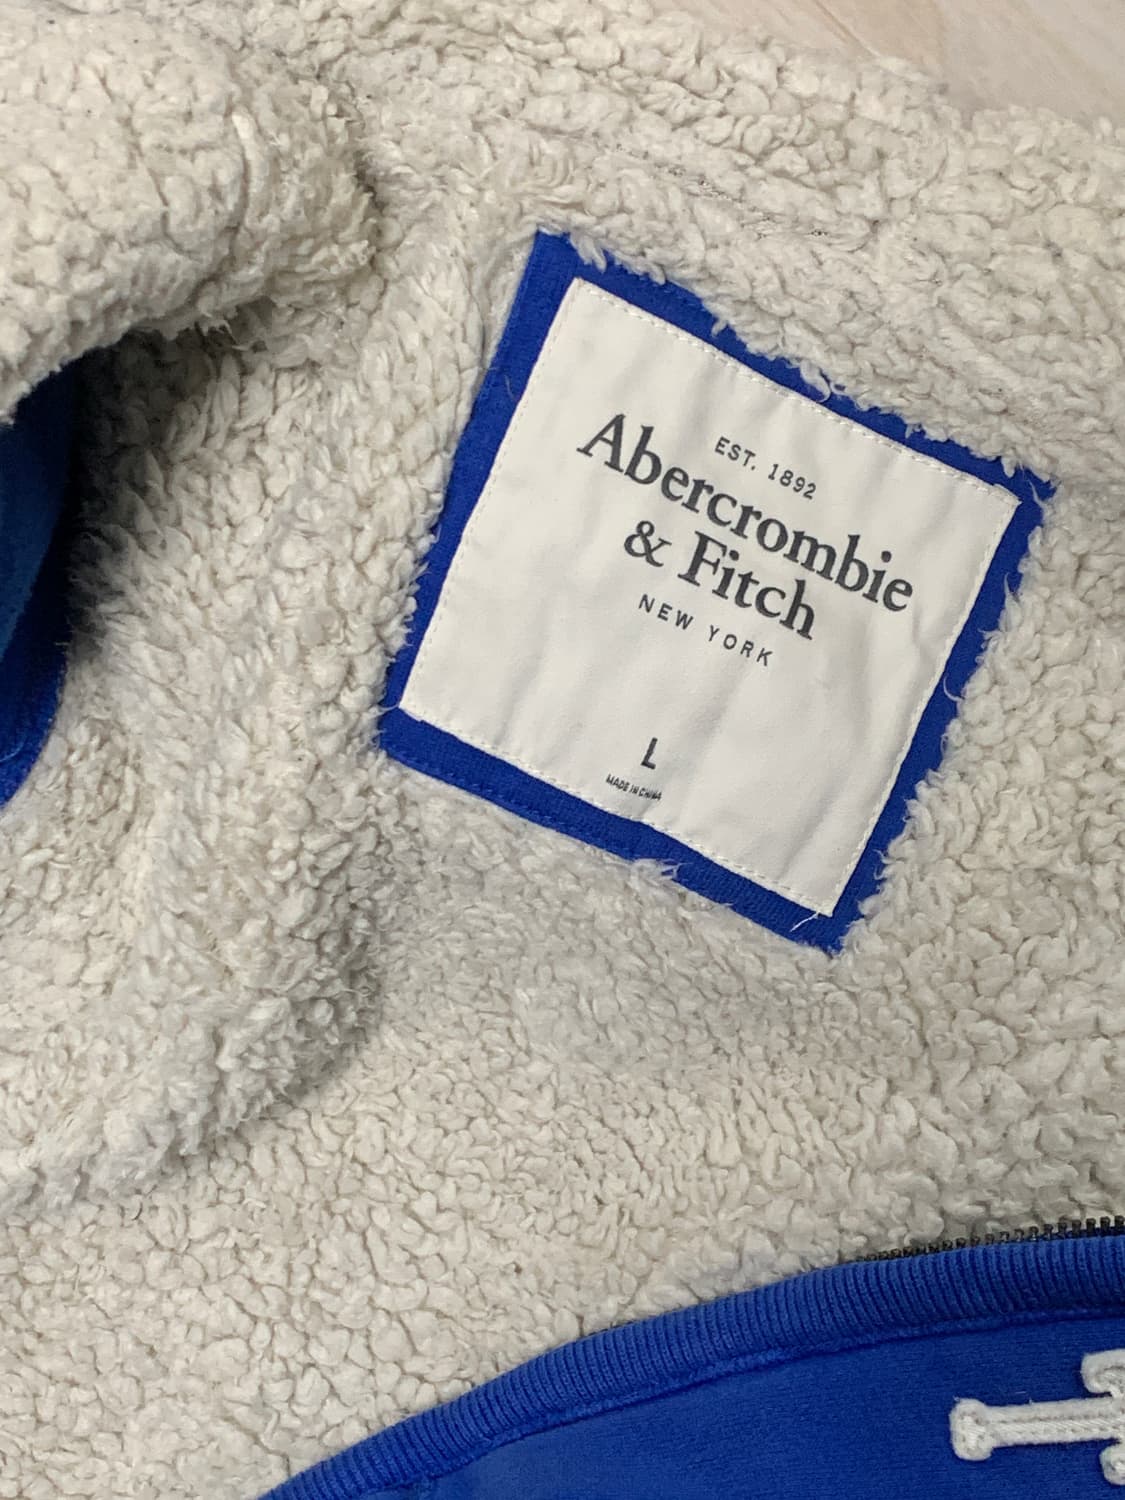 EST. 1892
Abercrombie
& Fitch
NEW YORK
L
MADE IN CHINA